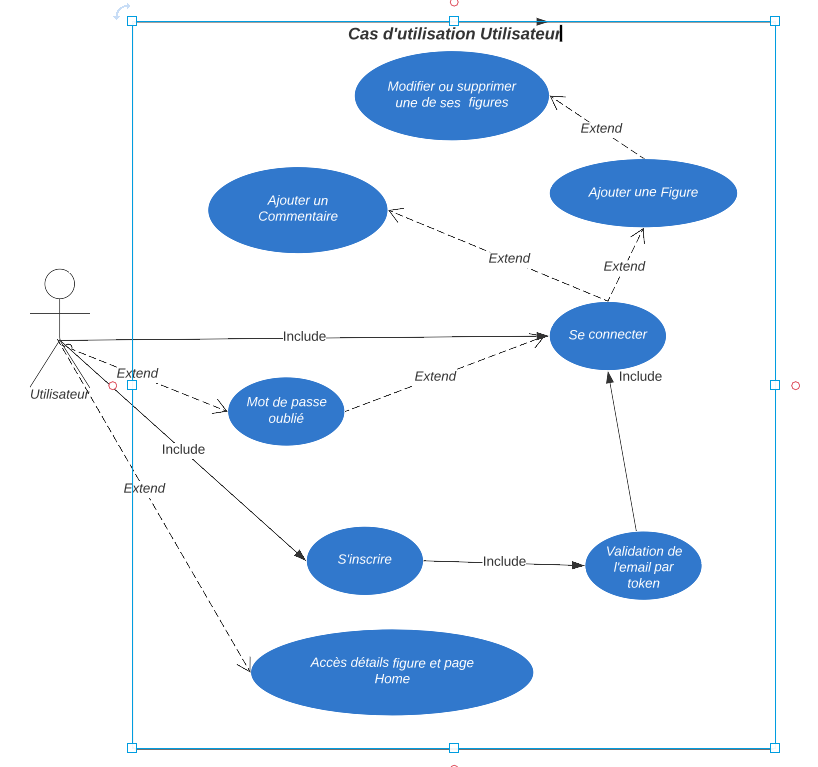 Cas d'utilisation Utilisateur
Modifier ou supprimer
une de ses figures
Extend
Ajouter un
Commentaire
Ajouter une Figure
Extend
Extend
Include
Se connecter
Extend
Extend
Include
Utilisateur
Mot de passe
oublié
Include
Extend
S'inscrire
Include
Validation de
l'email par
token
Accès détails figure et page
Home